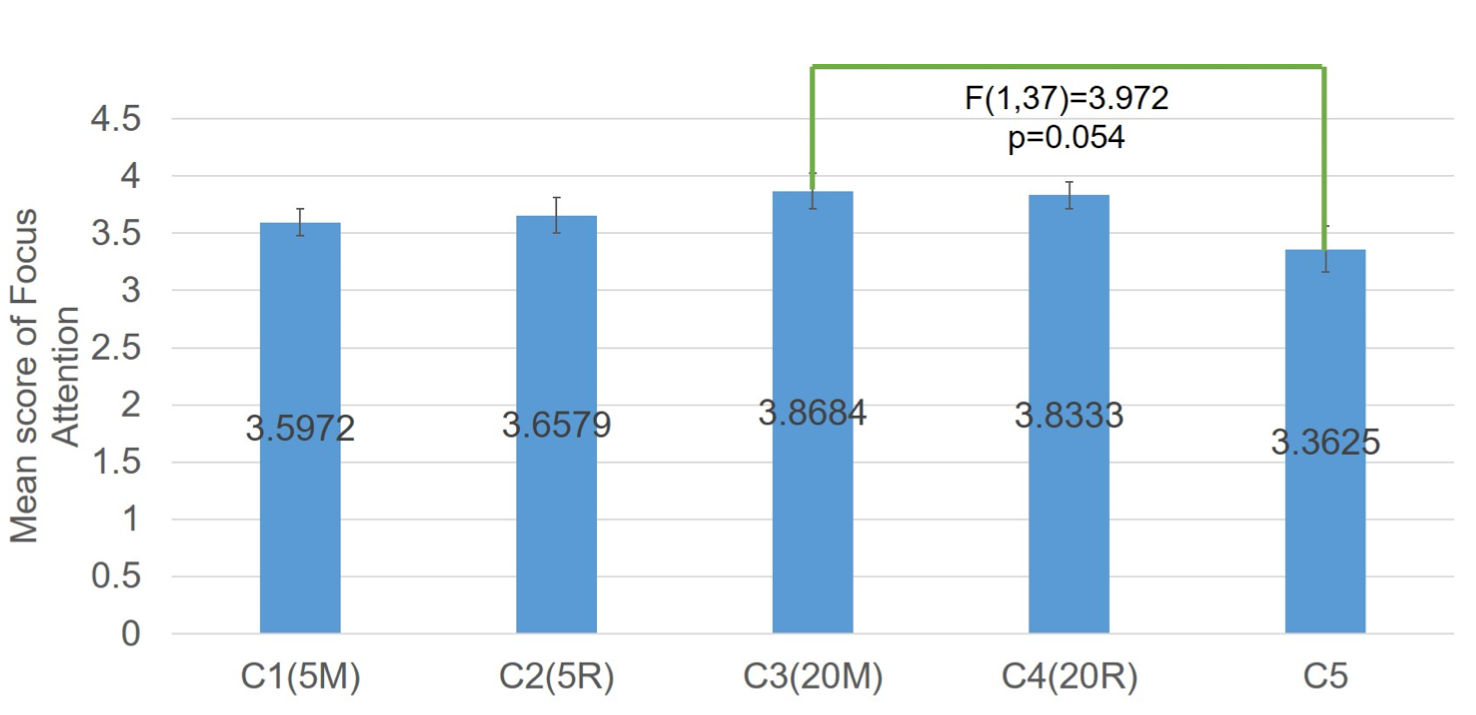 F(1,37)=3.972
p=0.054
4.5
4
3.5
3
2.5
2
1.5
1
0.5
0
Mean score of Focus
Attention
3.5972
3.6579
3.8684
3.8333
3.3625
C1(5M)
C2(5R)
C3(20M)
C4(20R)
C5